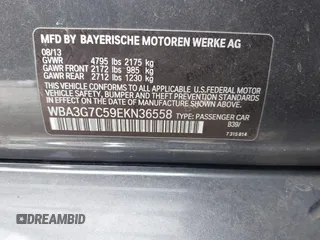 MFD BY BAYERISCHE MOTOREN WERKE AG
08/13
GVWR 4795 lbs 2175 kg
GAWR FRONT 2172 lbs 985 kg
GAWR REAR 2712 lbs 1230 kg
THIS VEHICLE CONFORMS TO ALL APPLICABLE
U.S. FEDERAL MOTOR VEHICLE SAFETY, BUMPER,
AND THEFT PREVENTION STANDARDS IN EFFECT ON
THE DATE OF MANUFACTURE SHOWN ABOVE.
WBA3G7C59EKN36558 TYPE: PASSENGER CAR
B39/
7315814
DREAMBID